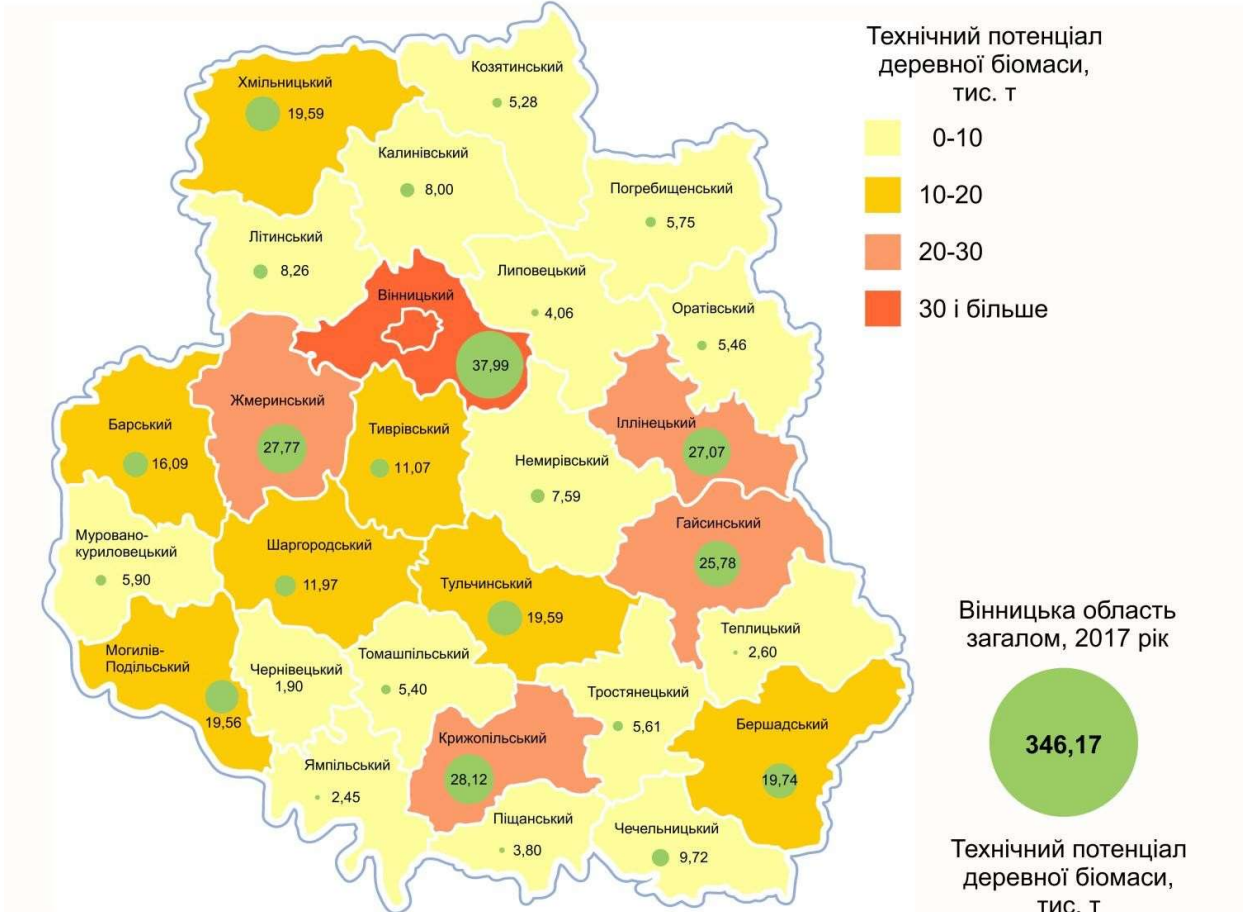 Технічний потенціал
деревної біомаси,
тис. т
0-10
10-20
20-30
30 і більше
Хмільницький
19,59
Козятинський
5,28
Калинівський
8,00
Погребищенський
5,75
Літинський
8,26
Вінницький
37,99
Липовецький
4,06
Оратівський
5,46
Барський
16,09
Жмеринський
27,77
Тиврівський
11,07
Немирівський
7,59
Іллінецький
27,07
Гайсинський
25,78
Муровано-
куриловецький
5,90
Шаргородський
11,97
Тульчинський
19,59
Теплицький
2,60
Могилів-
Подільський
19,56
Чернівецький
1,90
Томашпільський
5,40
Тростянецький
5,61
Бершадський
19,74
Крижопільський
28,12
Ямпільський
2,45
Піщанський
3,80
Чечельницький
9,72
Вінницька область
загалом, 2017 рік
346,17
Технічний потенціал
деревної біомаси,
тис. т